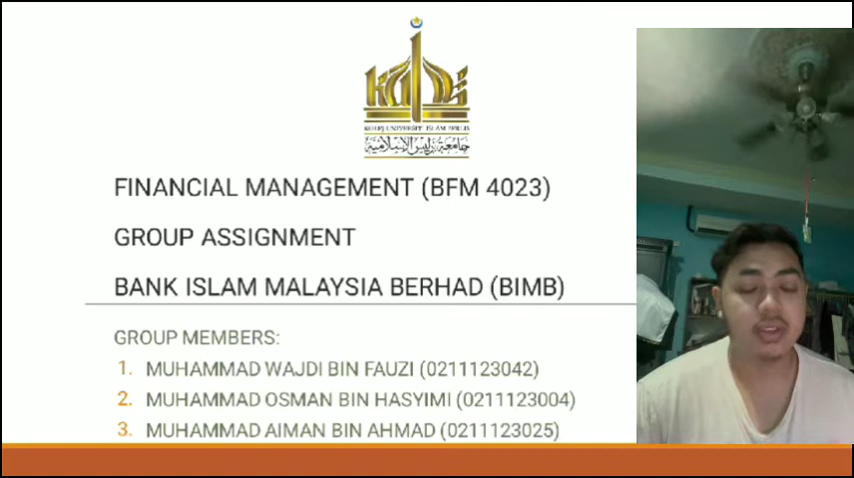 KOLEJ UNIVERSITI ISLAM PERLIS
FINANCIAL MANAGEMENT (BFM 4023)
GROUP ASSIGNMENT
BANK ISLAM MALAYSIA BERHAD (BIMB)
GROUP MEMBERS:
1. MUHAMMAD WAJDI BIN FAUZI (0211123042)
2. MUHAMMAD OSMAN BIN HASYIMI (0211123004)
3. MUHAMMAD AIMAN BIN AHMAD (0211123025)